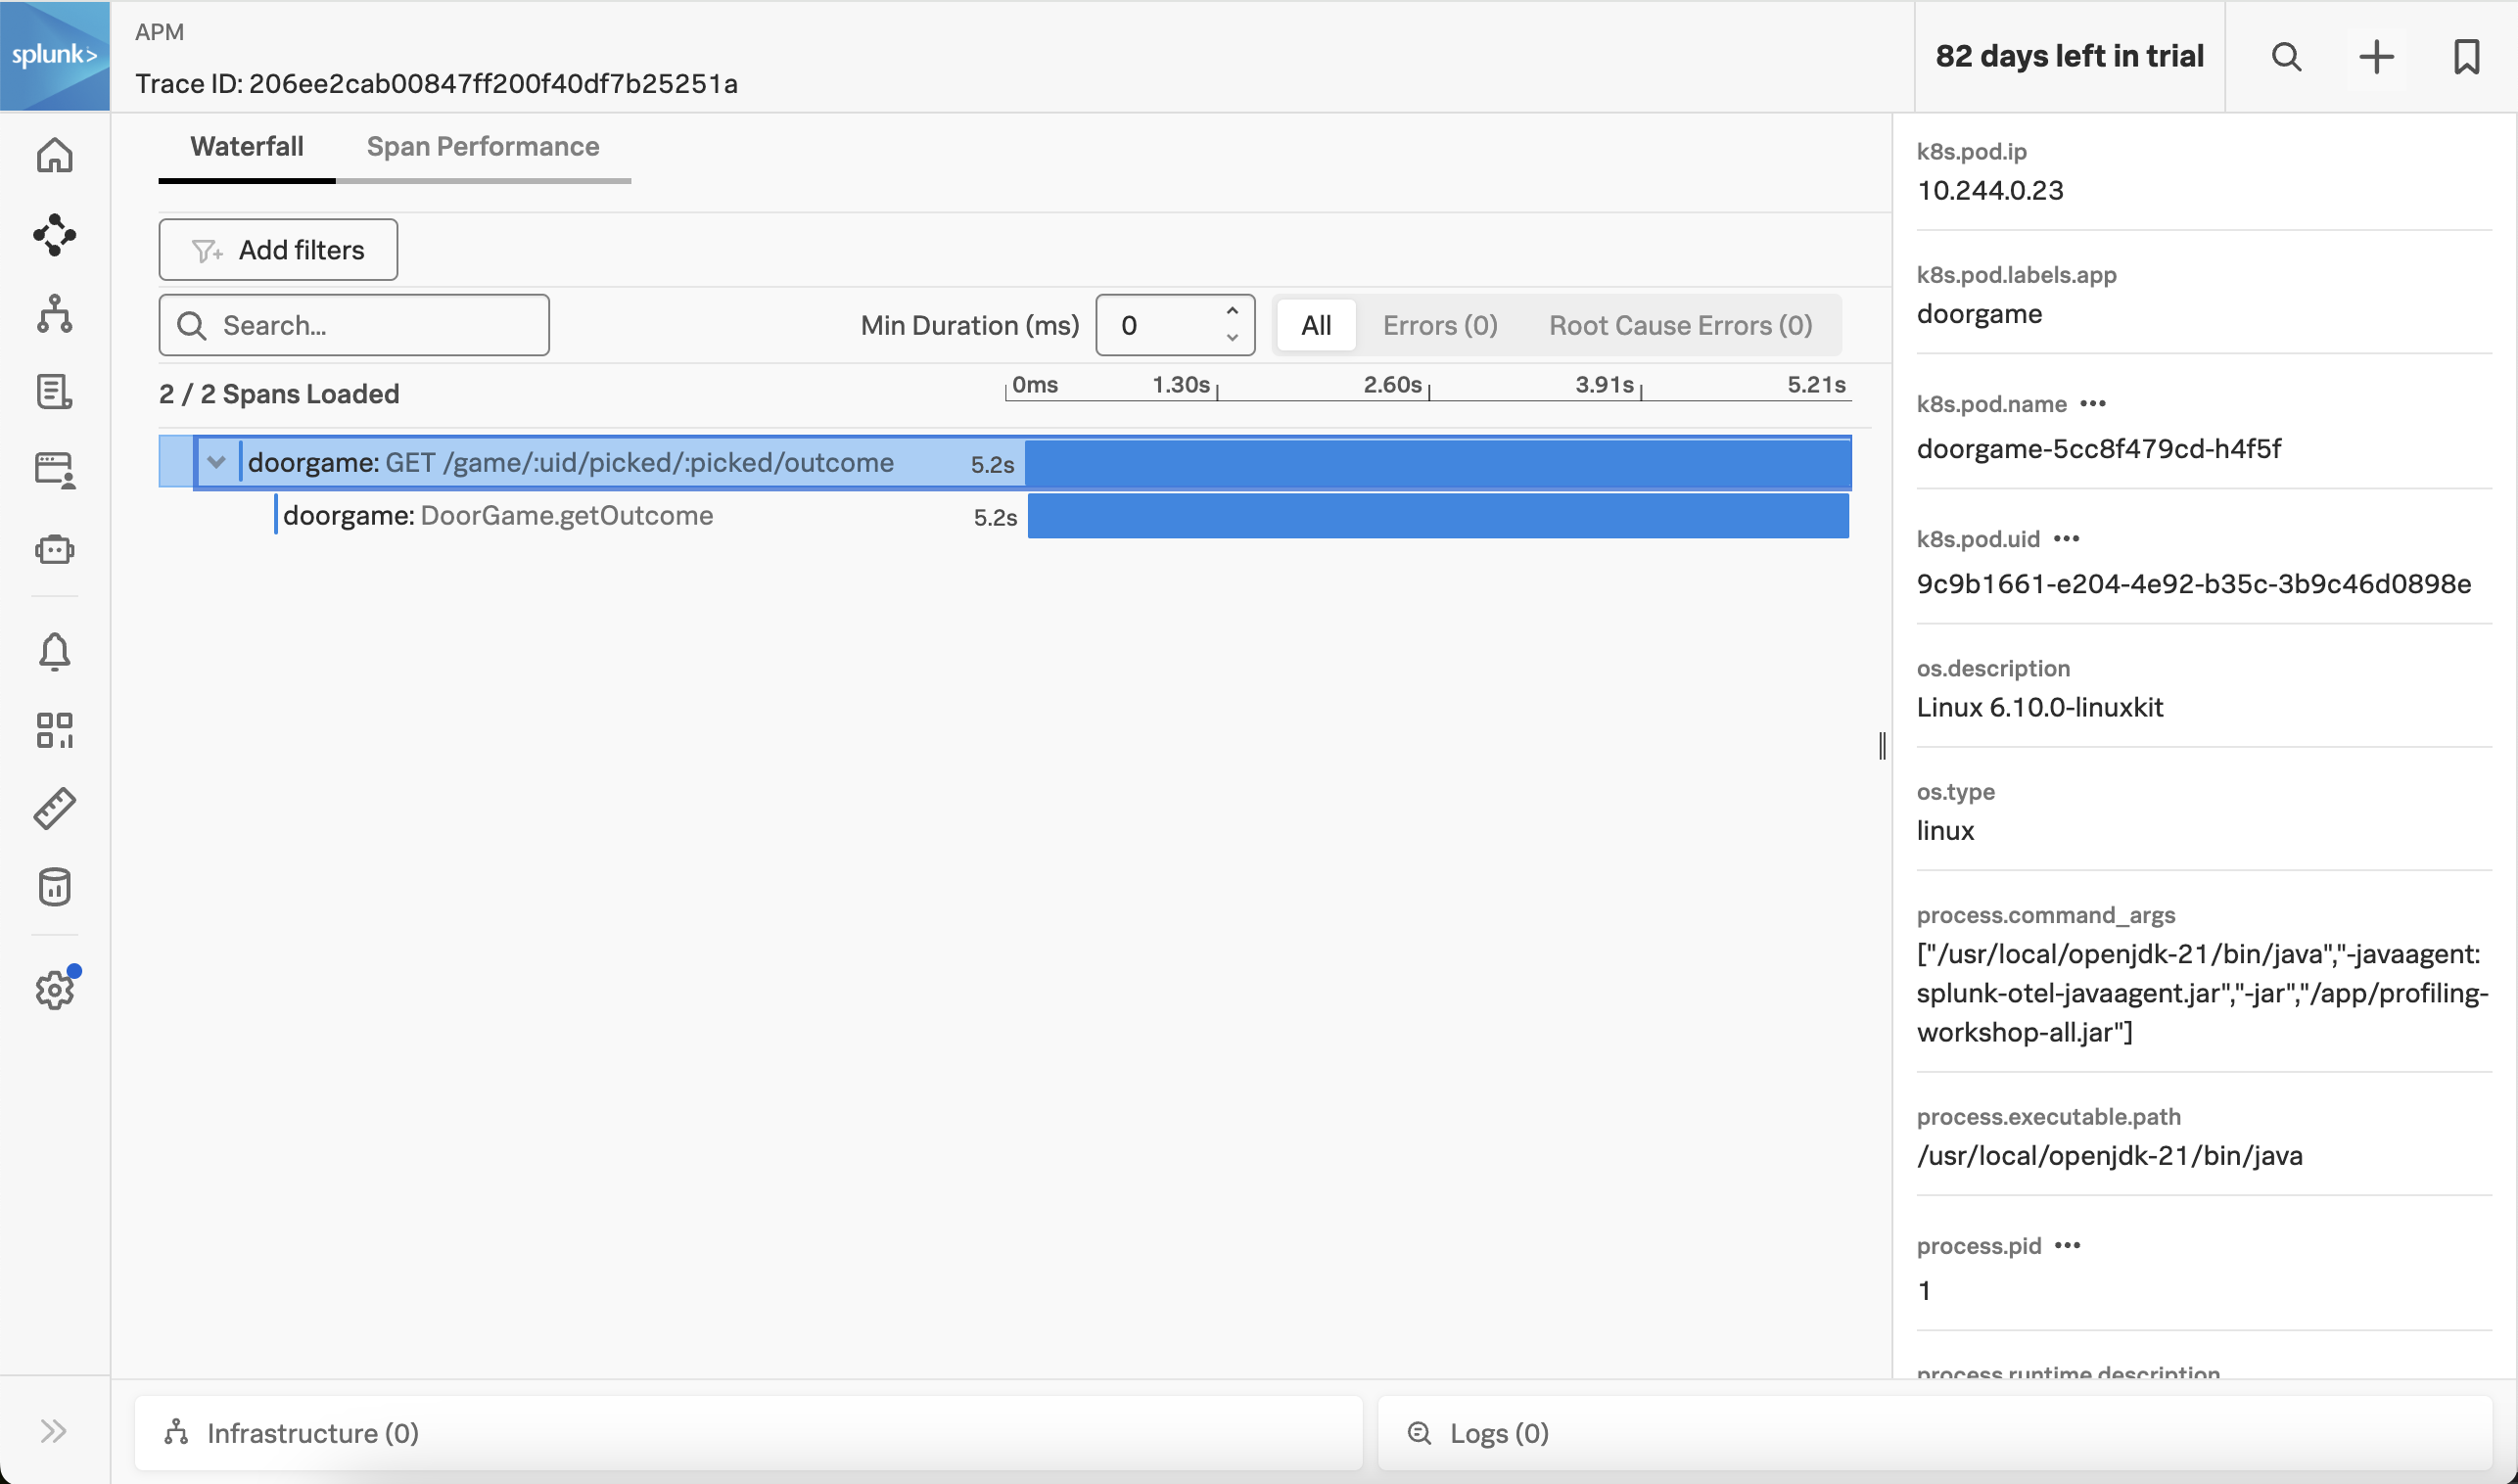 splunk>
APM
Trace ID: 206ee2cab00847ff200f40df7b25251a
82 days left in trial
Waterfall
Span Performance
Add filters
Search...
Min Duration (ms)
0
All
Errors (0)
Root Cause Errors (0)
2 / 2 Spans Loaded
0ms
1.30s
2.60s
3.91s
5.21s
doorgame: GET /game/:uid/picked/:picked/outcome
5.2s
doorgame: DoorGame.getOutcome
5.2s
k8s.pod.ip
10.244.0.23
k8s.pod.labels.app
doorgame
k8s.pod.name •••
doorgame-5cc8f479cd-h4f5f
k8s.pod.uid •••
9c9b1661-e204-4e92-b35c-3b9c46d0898e
os.description
Linux 6.10.0-linuxkit
os.type
linux
process.command_args
["/usr/local/openjdk-21/bin/java","-javaagent:
splunk-otel-javaagent.jar","-jar","/app/profiling-
workshop-all.jar"]
process.executable.path
/usr/local/openjdk-21/bin/java
process.pid •••
1
process.runtime.description
Infrastructure (0)
Logs (0)